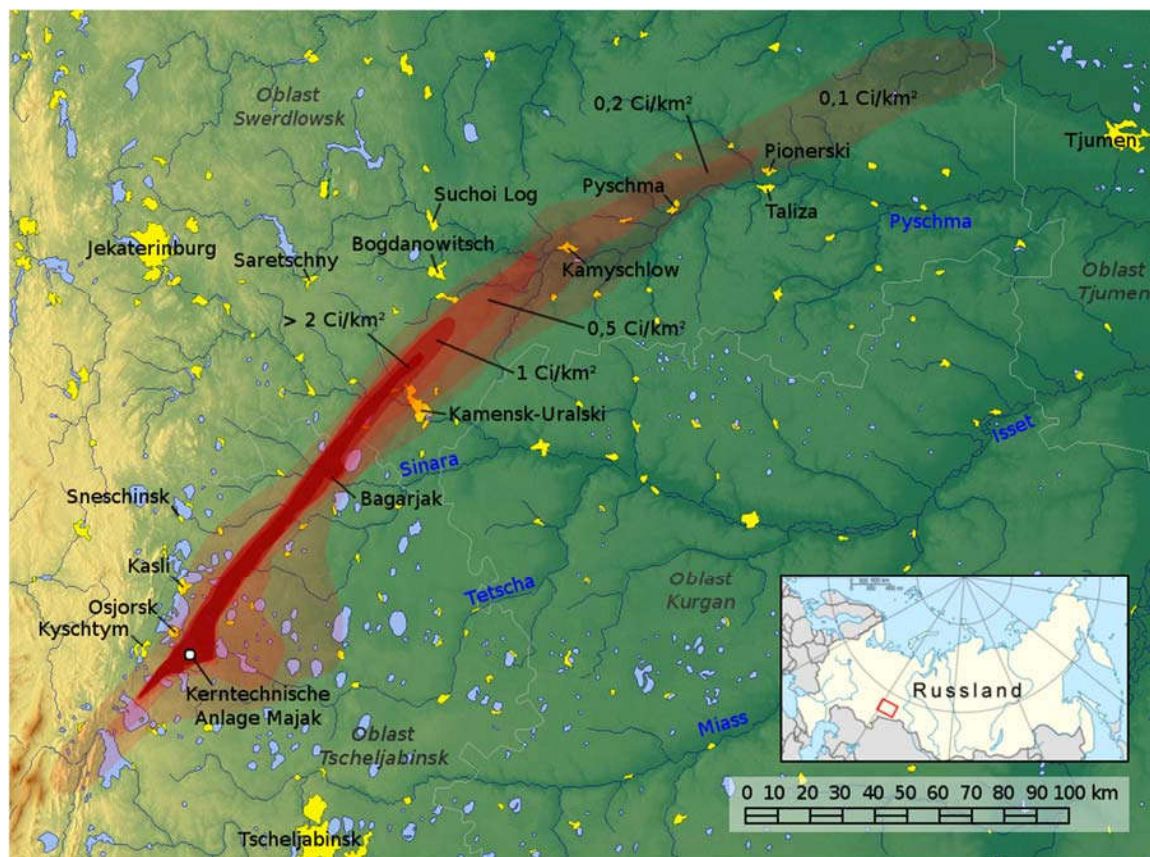 Oblast
Swerdlowsk
0,2 Ci/km²
0,1 Ci/km²
Tjumen
Pionerski
Pyschma
Suchoi Log
Taliza
Pyschma
Jekaterinburg
Bogdanowitsch
Saretschny
Kamyschlow
Oblast
Tjumen
> 2 Ci/km²
0,5 Ci/km²
1 Ci/km²
Kamensk-Uralski
Isset
Sinara
Bagarjak
Sneschinsk
Kasli
Tetscha
Oblast
Kurgan
Osjorsk
Kyschtym
Kerntechnische
Anlage Majak
Russland
Miass
Oblast
Tscheljabinsk
0 10 20 30 40 50 60 70 80 90 100 km
Tscheljabinsk